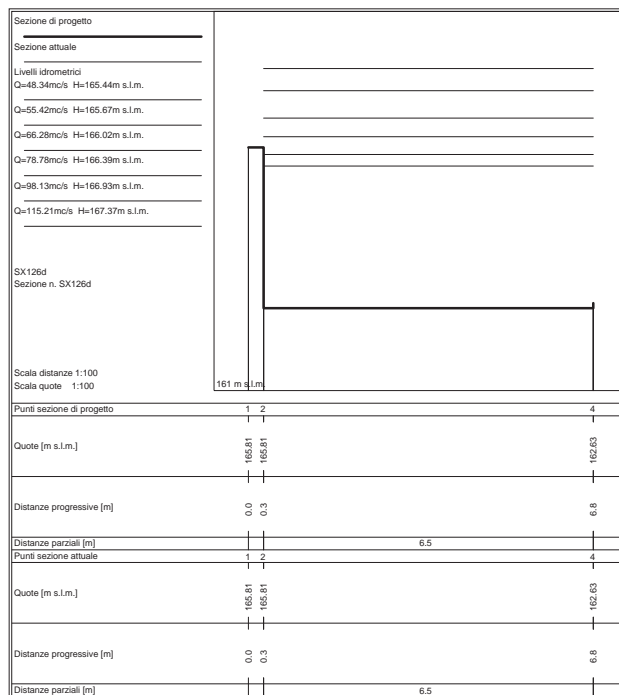 Sezione di progetto
Sezione attuale
Livelli idrometrici
Q=48.34mc/s H=165.44m s.l.m.
Q=55.42mc/s H=165.67m s.l.m.
Q=66.28mc/s H=166.02m s.l.m.
Q=78.78mc/s H=166.39m s.l.m.
Q=98.13mc/s H=166.93m s.l.m.
Q=115.21mc/s H=167.37m s.l.m.
SX126d
Sezione n. SX126d
Scala distanze 1:100
Scala quote 1:100
161 m s.l.m.
Punti sezione di progetto 1 2 4
Quote [m s.l.m.] 165.81 165.81 162.63
Distanze progressive [m] 0.0 0.3 6.8
Distanze parziali [m] 6.5
Punti sezione attuale 1 2 4
Quote [m s.l.m.] 165.81 165.81 162.63
Distanze progressive [m] 0.0 0.3 6.8
Distanze parziali [m] 6.5